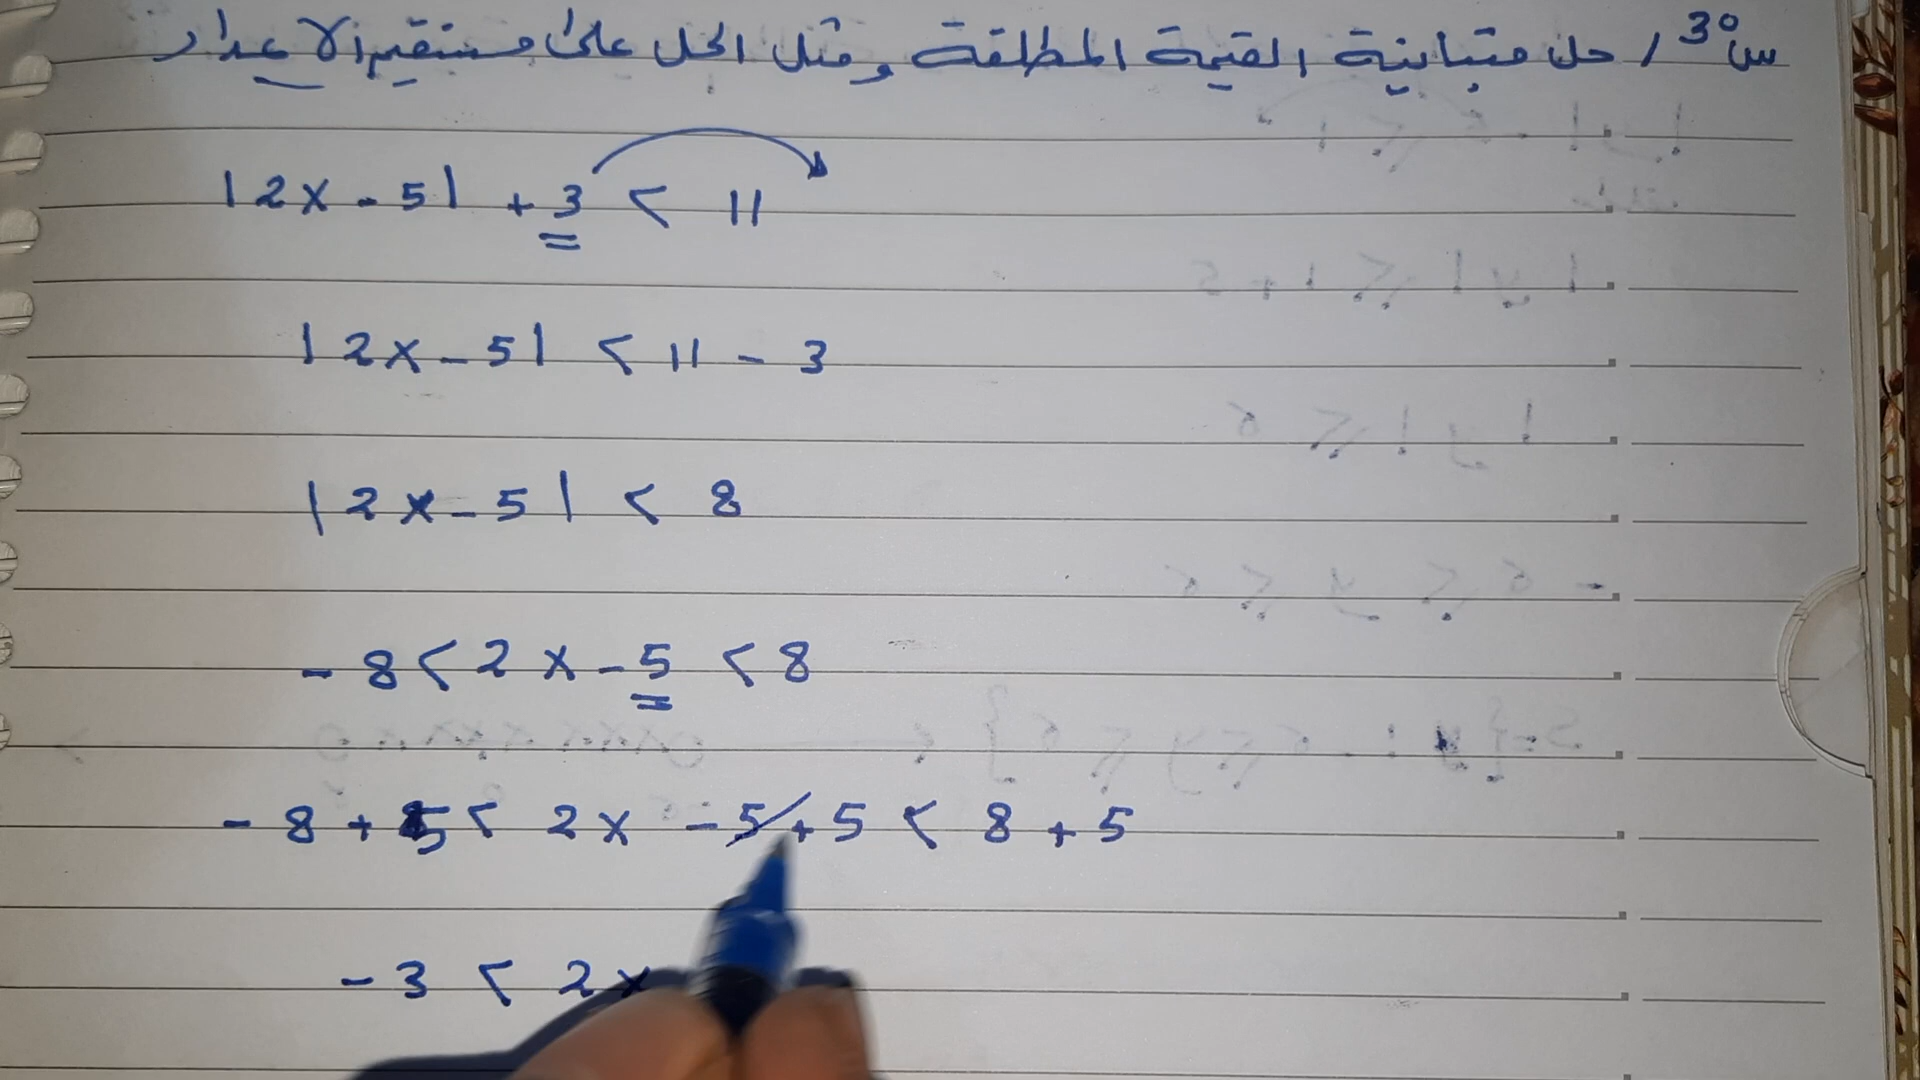 س3/ حل متباينة القيمة المطلقة ومثل الحل على مستقيم الاعداد
|2x - 5| + 3 < 11
|2x - 5| < 11 - 3
|2x - 5| < 8
- 8 < 2x - 5 < 8
- 8 + 5 < 2x - 5 + 5 < 8 + 5
- 3 < 2x